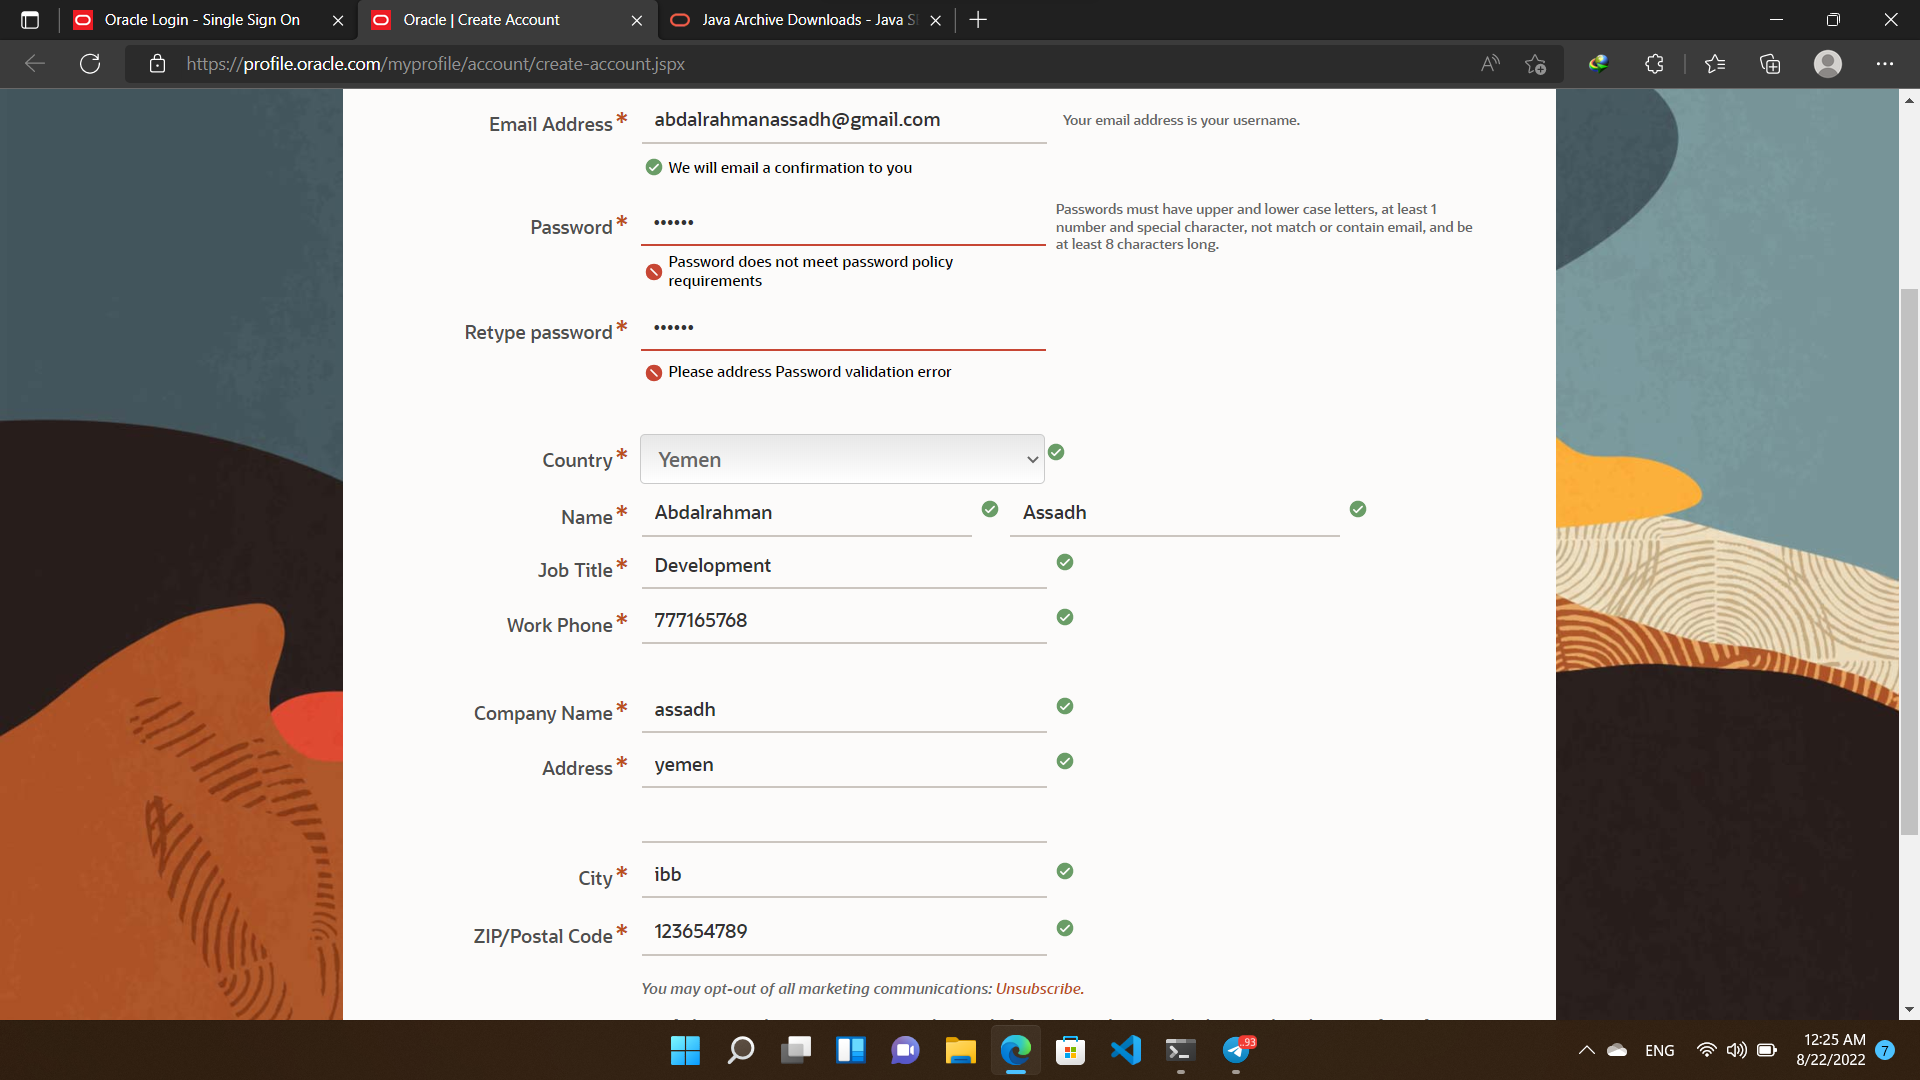 Oracle Login - Single Sign On
Oracle | Create Account
Java Archive Downloads - Java S
https://profile.oracle.com/myprofile/account/create-account.jspx
Email Address*
abdalrahmanassadh@gmail.com
Your email address is your username.
We will email a confirmation to you
Password*
••••••
Passwords must have upper and lower case letters, at least 1
number and special character, not match or contain email, and be
at least 8 characters long.
Password does not meet password policy
requirements
Retype password*
••••••
Please address Password validation error
Country*
Yemen
Name*
Abdalrahman
Assadh
Job Title*
Development
Work Phone*
777165768
Company Name*
assadh
Address*
yemen
City*
ibb
ZIP/Postal Code*
123654789
You may opt-out of all marketing communications: Unsubscribe.
93
ENG
12:25 AM
8/22/2022
7